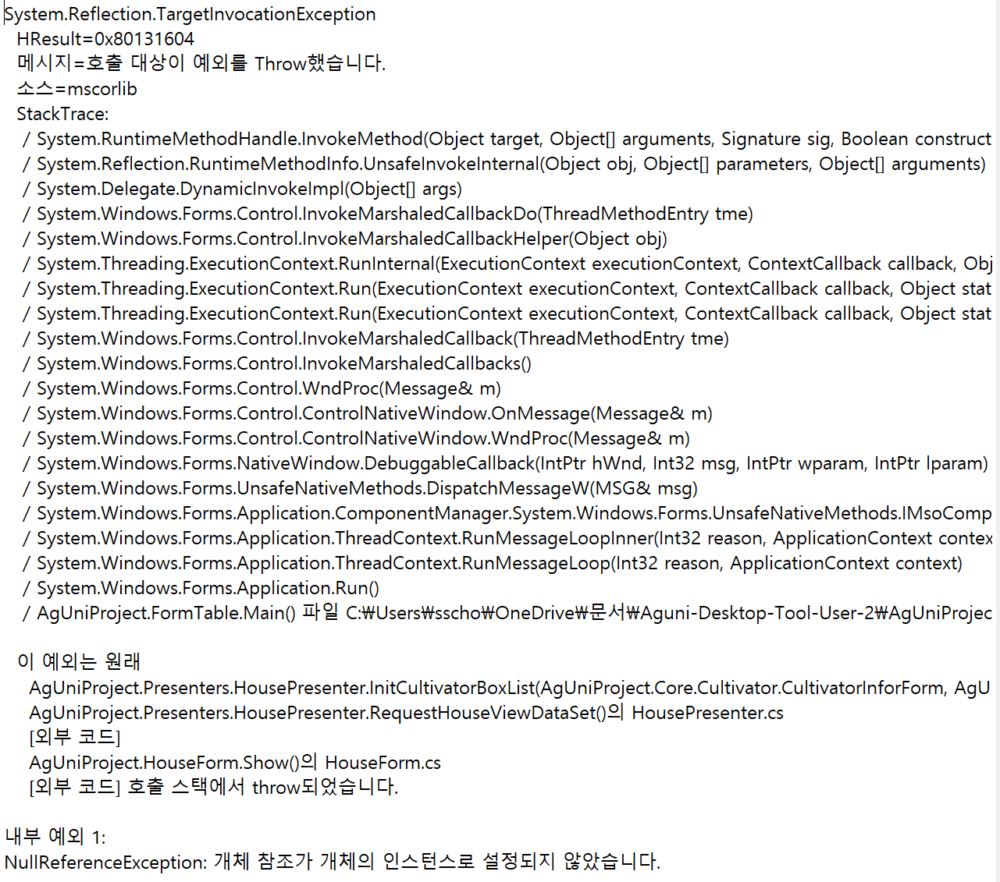 System.Reflection.TargetInvocationException
HResult=0x80131604
메시지=호출 대상이 예외를 Throw했습니다.
소스=mscorlib
StackTrace:
/ System.RuntimeMethodHandle.InvokeMethod(Object target, Object[] arguments, Signature sig, Boolean construct
/ System.Reflection.RuntimeMethodInfo.UnsafeInvokeInternal(Object obj, Object[] parameters, Object[] arguments)
/ System.Delegate.DynamicInvokeImpl(Object[] args)
/ System.Windows.Forms.Control.InvokeMarshaledCallbackDo(ThreadMethodEntry tme)
/ System.Windows.Forms.Control.InvokeMarshaledCallbackHelper(Object obj)
/ System.Threading.ExecutionContext.RunInternal(ExecutionContext executionContext, ContextCallback callback, Obj
/ System.Threading.ExecutionContext.Run(ExecutionContext executionContext, ContextCallback callback, Object stat
/ System.Threading.ExecutionContext.Run(ExecutionContext executionContext, ContextCallback callback, Object stat
/ System.Windows.Forms.Control.InvokeMarshaledCallback(ThreadMethodEntry tme)
/ System.Windows.Forms.Control.InvokeMarshaledCallbacks()
/ System.Windows.Forms.Control.WndProc(Message& m)
/ System.Windows.Forms.Control.ControlNativeWindow.OnMessage(Message& m)
/ System.Windows.Forms.Control.ControlNativeWindow.WndProc(Message& m)
/ System.Windows.Forms.NativeWindow.DebuggableCallback(IntPtr hWnd, Int32 msg, IntPtr wparam, IntPtr lparam)
/ System.Windows.Forms.UnsafeNativeMethods.DispatchMessageW(MSG& msg)
/ System.Windows.Forms.Application.ComponentManager.System.Windows.Forms.UnsafeNativeMethods.IMsoComp
/ System.Windows.Forms.Application.ThreadContext.RunMessageLoopInner(Int32 reason, ApplicationContext contex
/ System.Windows.Forms.Application.ThreadContext.RunMessageLoop(Int32 reason, ApplicationContext context)
/ System.Windows.Forms.Application.Run()
/ AgUniProject.FormTable.Main() 파일 C:₩Users₩sscho₩OneDrive₩문서₩Aguni-Desktop-Tool-User-2₩AgUniProjec
이 예외는 원래
AgUniProject.Presenters.HousePresenter.InitCultivatorBoxList(AgUniProject.Core.Cultivator.CultivatorInforForm, AgU
AgUniProject.Presenters.HousePresenter.RequestHouseViewDataSet()의 HousePresenter.cs
[외부 코드]
AgUniProject.HouseForm.Show()의 HouseForm.cs
[외부 코드] 호출 스택에서 throw되었습니다.
내부 예외 1:
NullReferenceException: 개체 참조가 개체의 인스턴스로 설정되지 않았습니다.